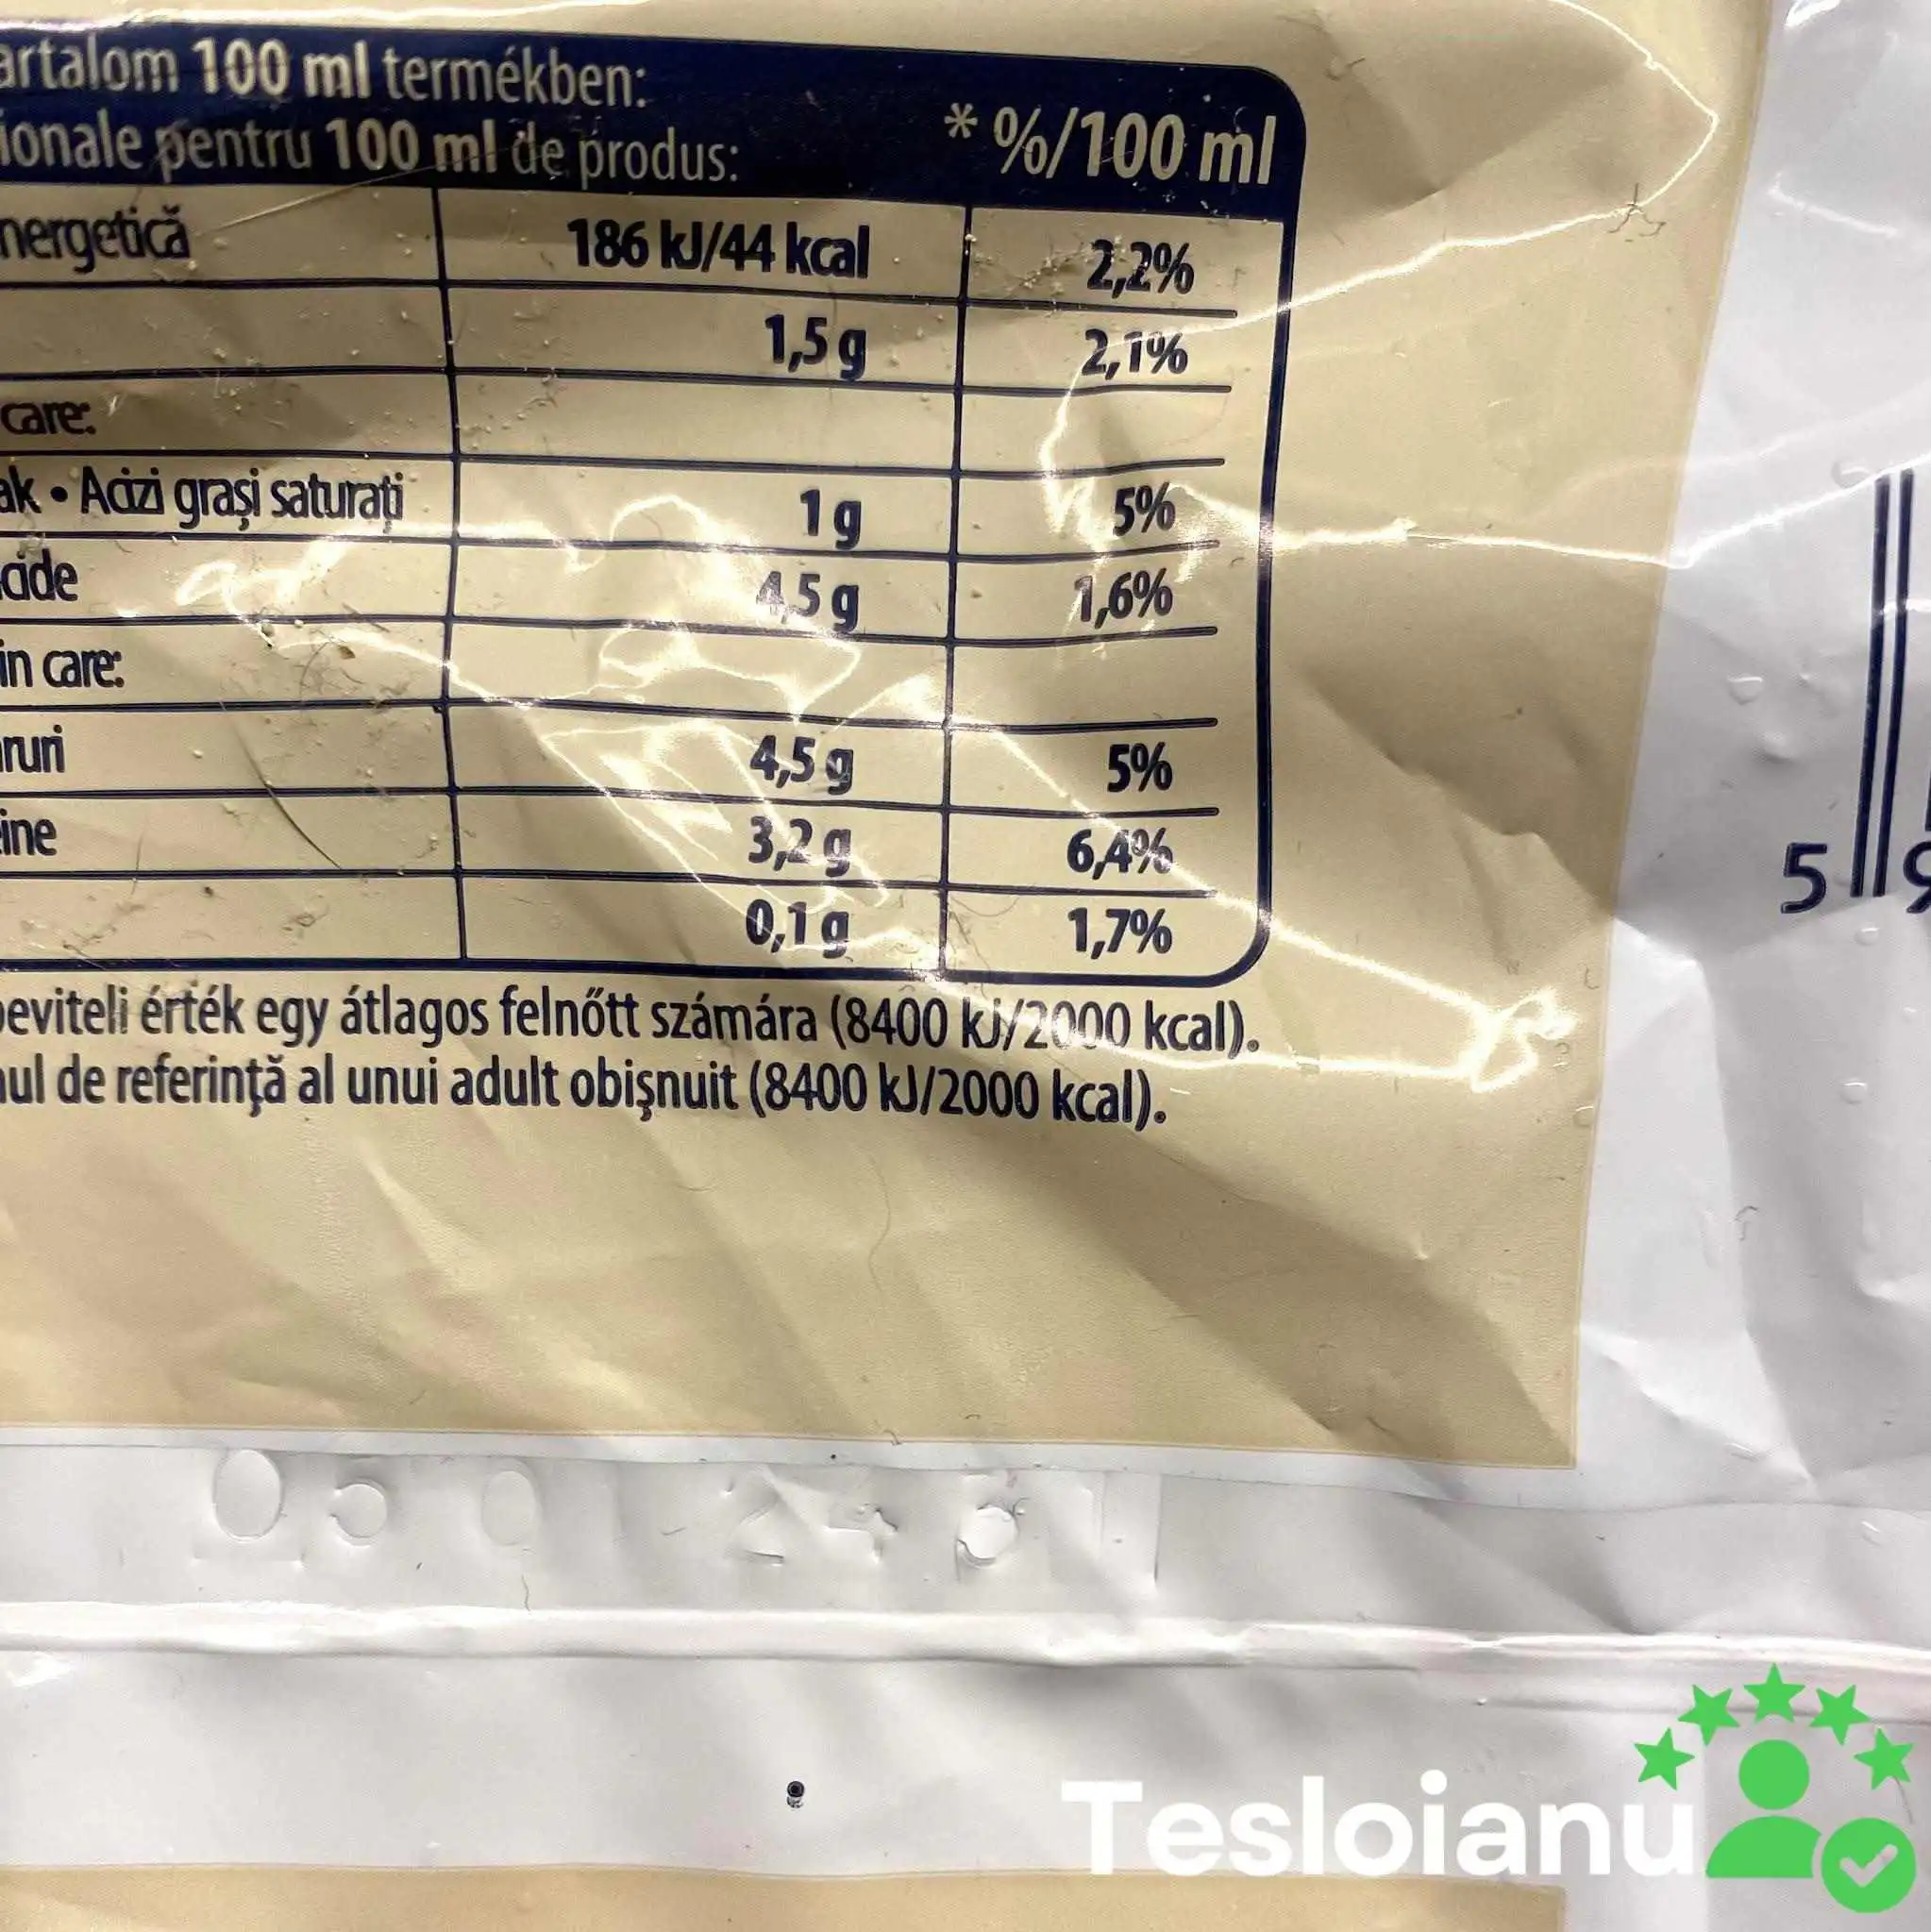 artalom 100 ml termékben:
ionale pentru 100 ml de produs:
* %/100 ml
nergetică 186 kJ/44 kcal 2,2%
1,5 g 2,1%
care:
ak • Acizi grași saturați 1 g 5%
cide 4,5 g 1,6%
in care:
ruri 4,5 g 5%
ine 3,2 g 6,4%
0,1 g 1,7%
beviteli érték egy átlagos felnőtt számára (8400 kJ/2000 kcal).
ul de referință al unui adult obișnuit (8400 kJ/2000 kcal).
5 9
Tesloianu